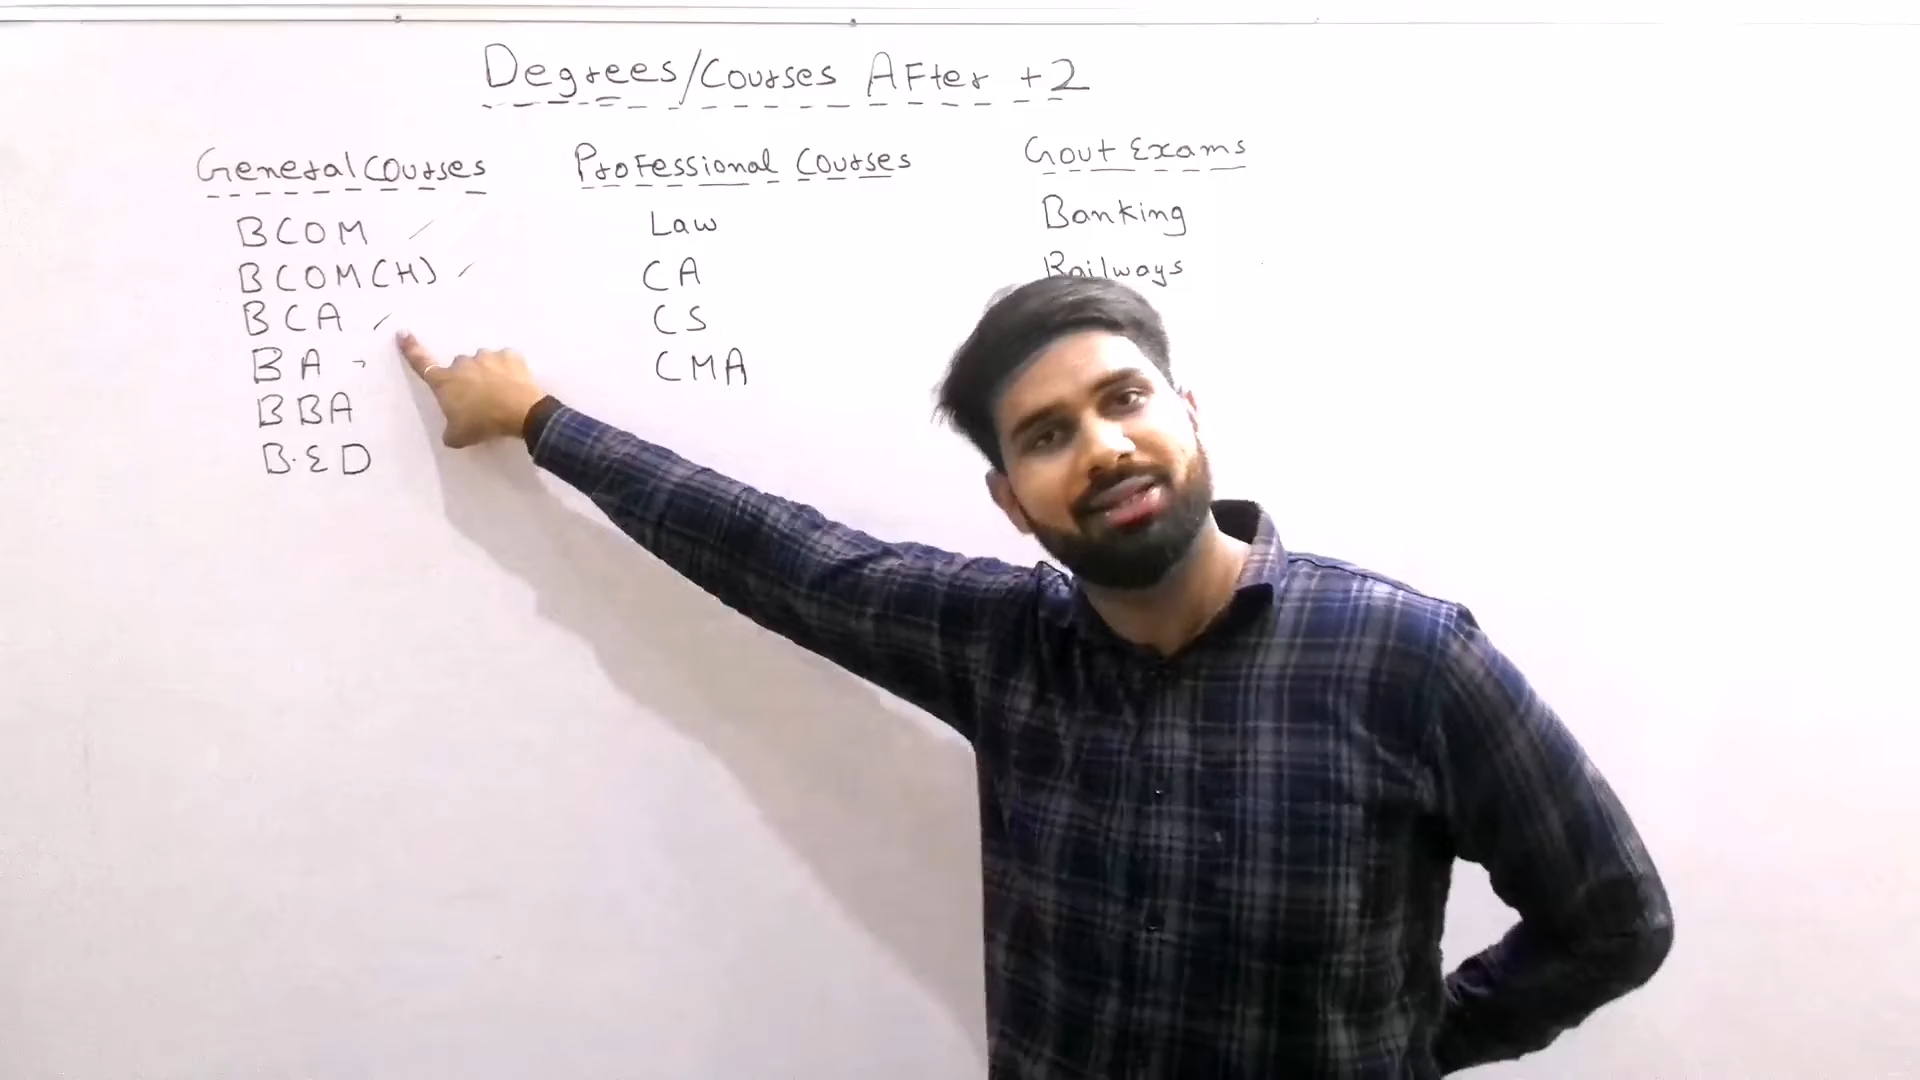 Degrees/Courses After +2
General Courses
BCOM
BCOM(H)
BCA
BA
BBA
B.ED
Professional Courses
Law
CA
CS
CMA
Govt Exams
Banking
Railways